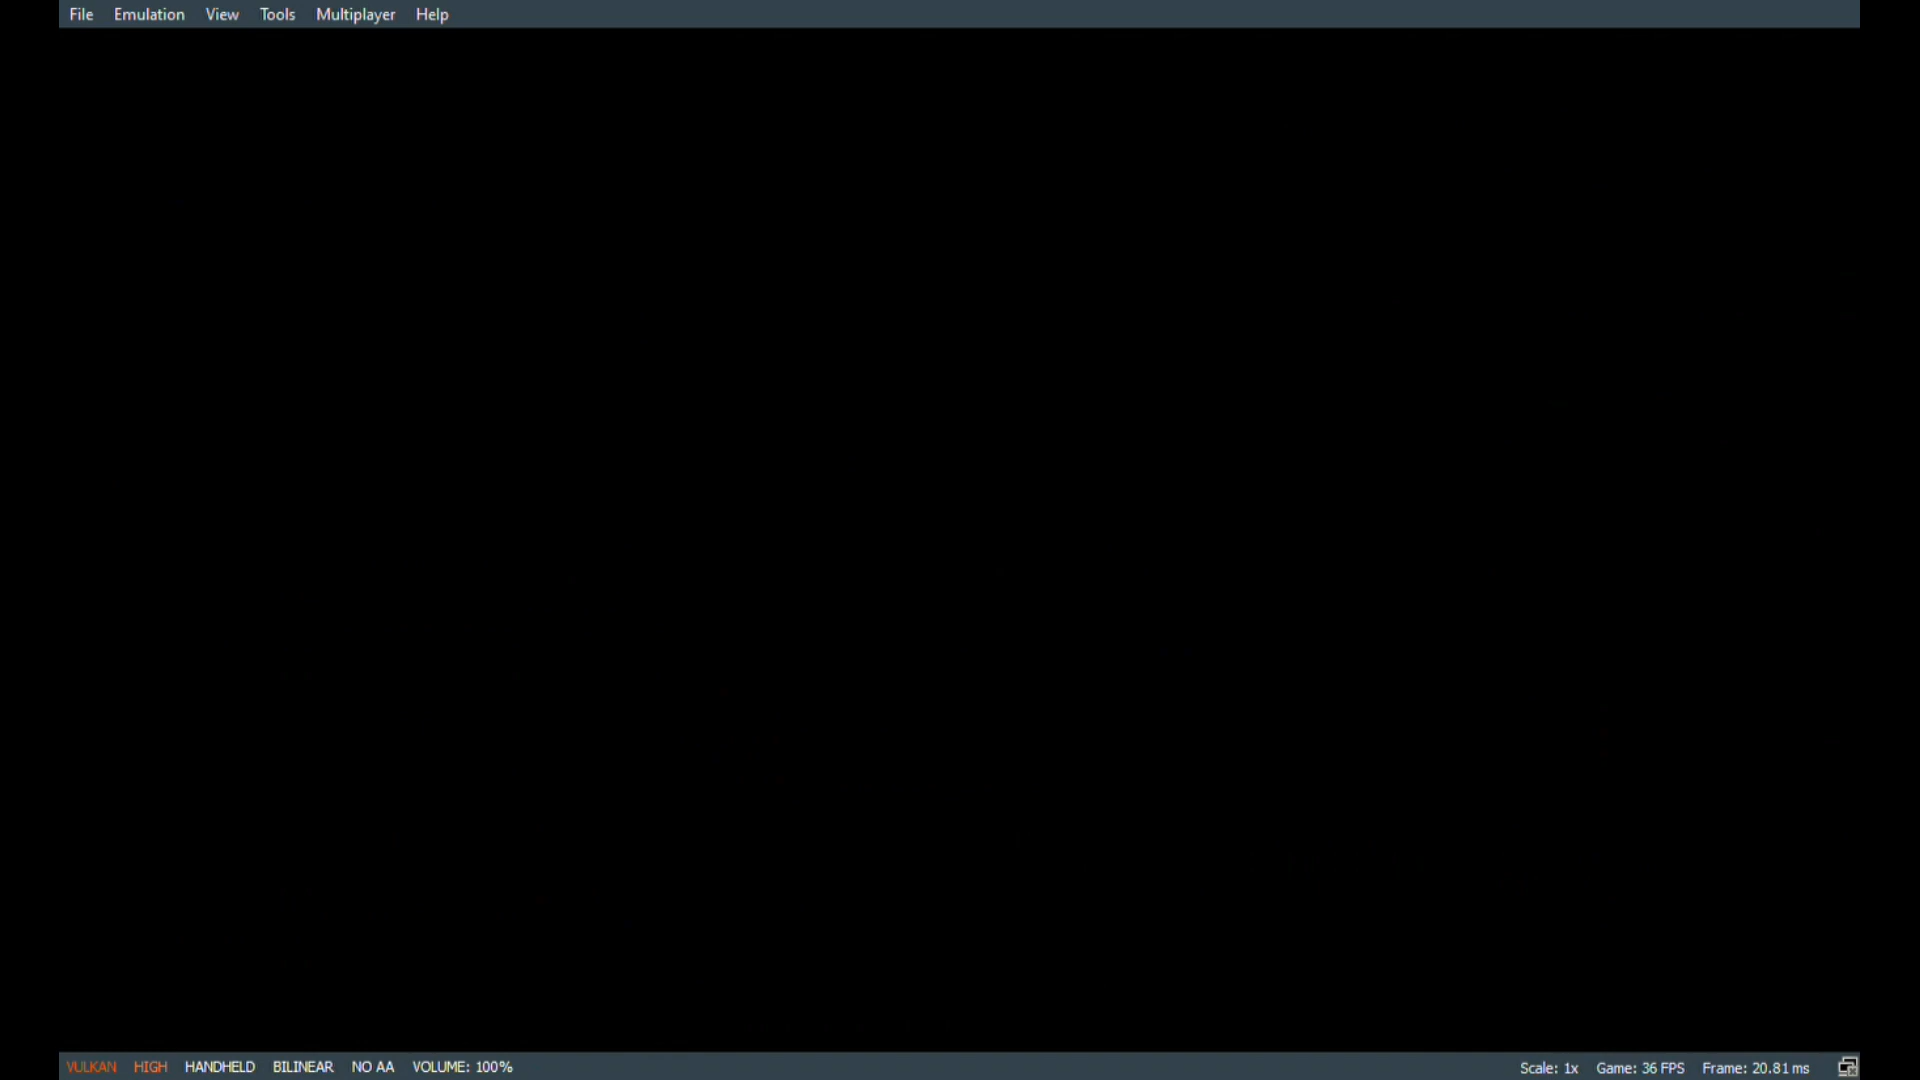 File Emulation View Tools Multiplayer Help
VULKAN HIGH HANDHELD BILINEAR NO AA VOLUME: 100% Scale: 1x Game: 36 FPS Frame: 20.81 ms